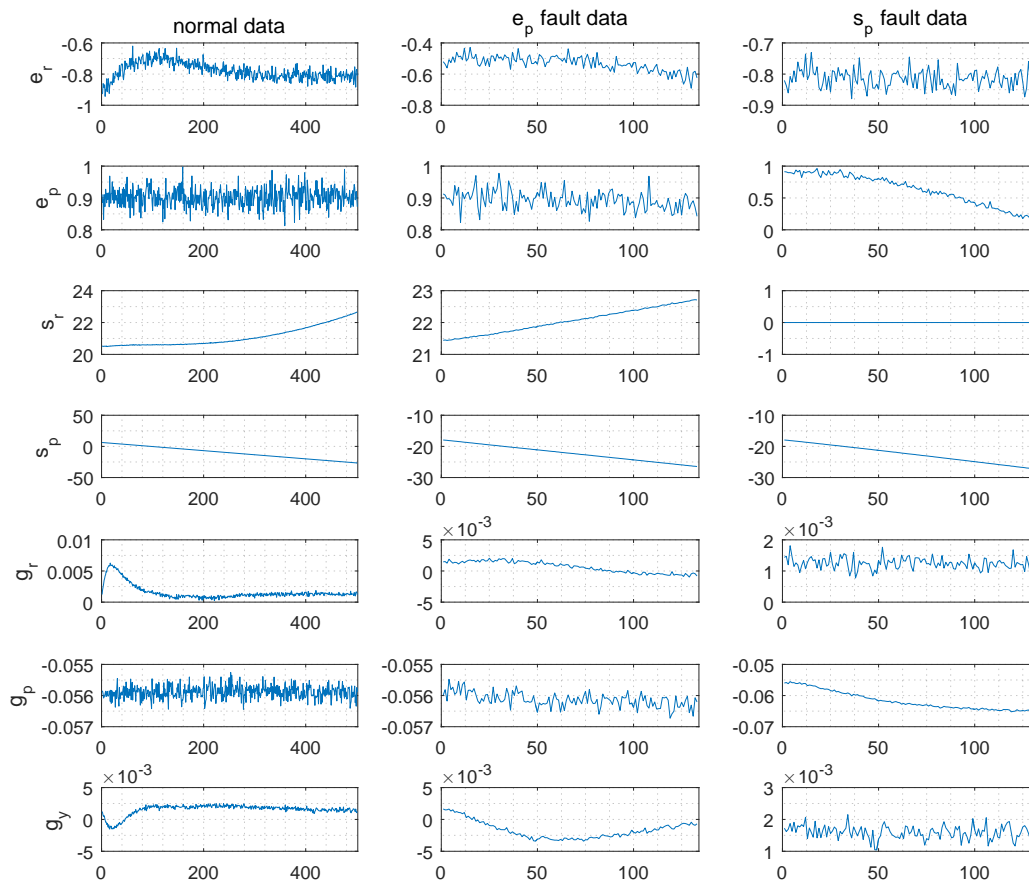 normal data
e_p fault data
s_p fault data
e_r
-0.6
-0.8
-1
0 200 400
-0.4
-0.6
-0.8
0 50 100
-0.7
-0.8
-0.9
0 50 100
e_p
1
0.9
0.8
0 200 400
1
0.9
0.8
0 50 100
1
0.5
0
0 50 100
s_r
24
22
20
0 200 400
23
22
21
0 50 100
1
0
-1
0 50 100
s_p
50
0
-50
0 200 400
-10
-20
-30
0 50 100
-10
-20
-30
0 50 100
g_r
0.01
0.005
0
0 200 400
×10^-3
5
0
-5
0 50 100
×10^-3
2
1
0
0 50 100
g_p
-0.055
-0.056
-0.057
0 200 400
-0.055
-0.056
-0.057
0 50 100
-0.05
-0.06
-0.07
0 50 100
g_y
×10^-3
5
0
-5
0 200 400
×10^-3
5
0
-5
0 50 100
×10^-3
3
2
1
0 50 100